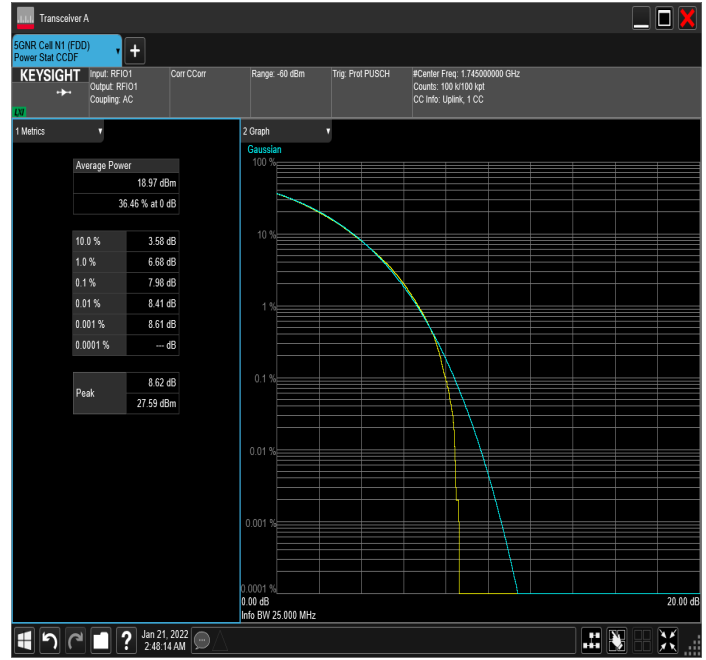 Transceiver A
5GNR Cell N1 (FDD)
Power Stat CCDF
+
KEYSIGHT
LXI
Input: RFIO1
Output: RFIO1
Coupling: AC
Corr CCorr
Range: -60 dBm
Trig: Prot PUSCH
#Center Freq: 1.745000000 GHz
Counts: 100 k/100 kpt
CC Info: Uplink, 1 CC
1 Metrics
Average Power
18.97 dBm
36.46 % at 0 dB
10.0 % 3.58 dB
1.0 % 6.68 dB
0.1 % 7.98 dB
0.01 % 8.41 dB
0.001 % 8.61 dB
0.0001 % --- dB
Peak
8.62 dB
27.59 dBm
2 Graph
Gaussian
100 %
10 %
1 %
0.1 %
0.01 %
0.001 %
0.0001 %
0.00 dB
20.00 dB
Info BW 25.000 MHz
?
Jan 21, 2022
2:48:14 AM